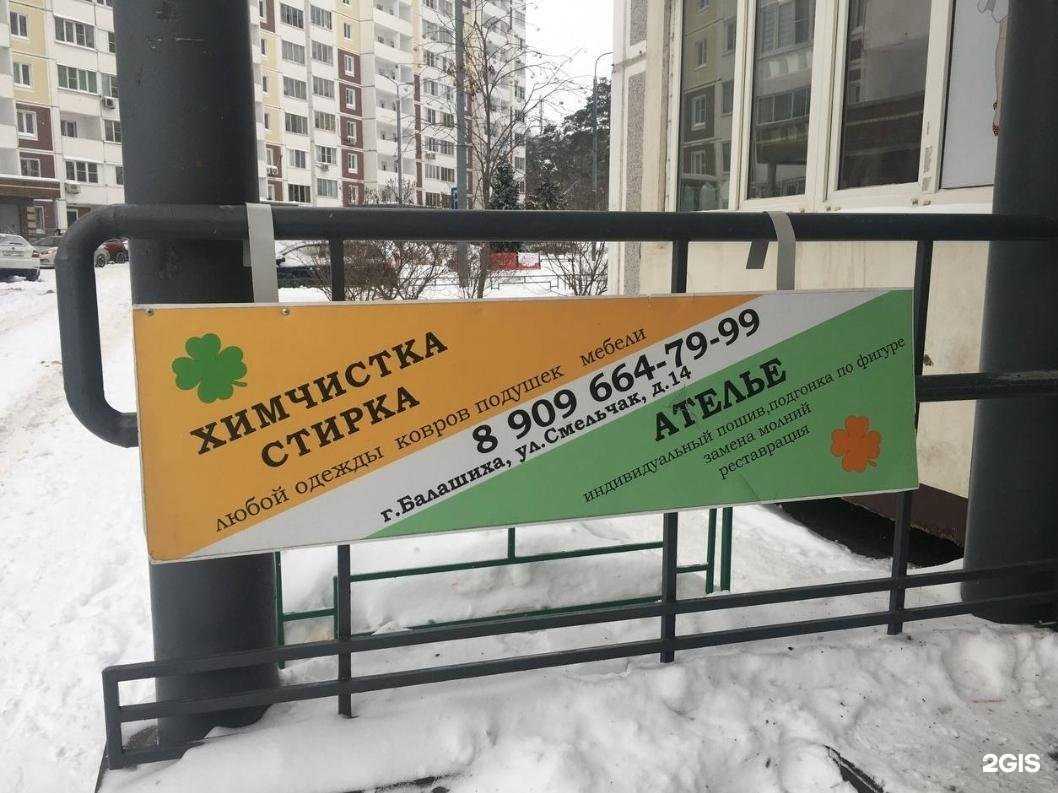 ХИМЧИСТКА
СТИРКА
любой одежды ковров подушек мебели
8 909 664-79-99
г.Балашиха, ул.Смельчак, д.14
АТЕЛЬЕ
индивидуальный пошив,подгонка по фигуре
замена молний
реставрация
2GIS